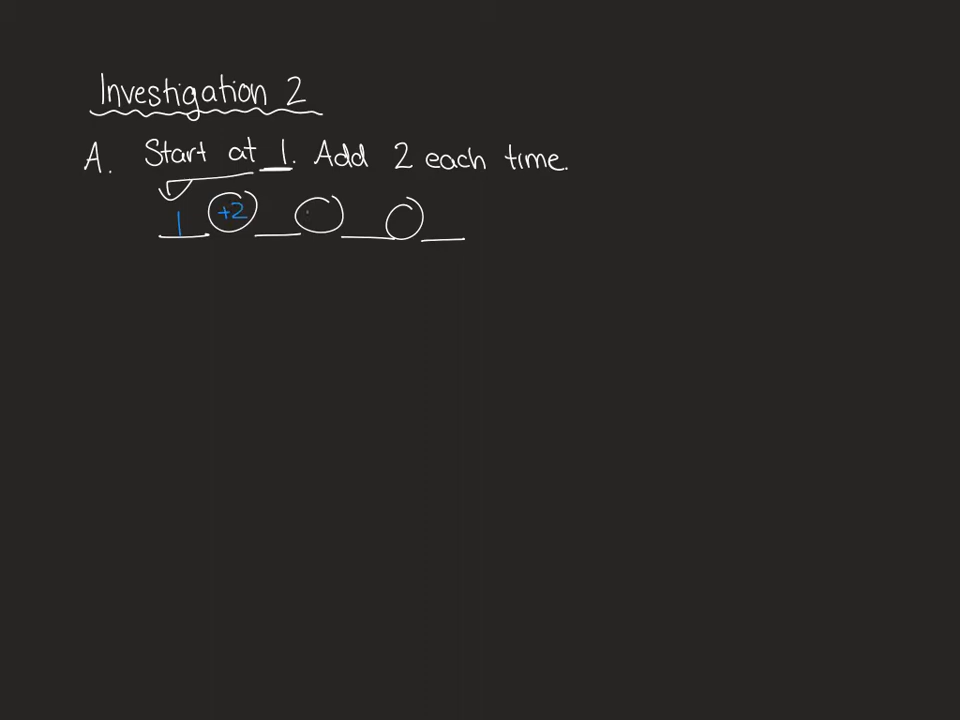 Investigation 2
A. Start at 1. Add 2 each time.
1 +2